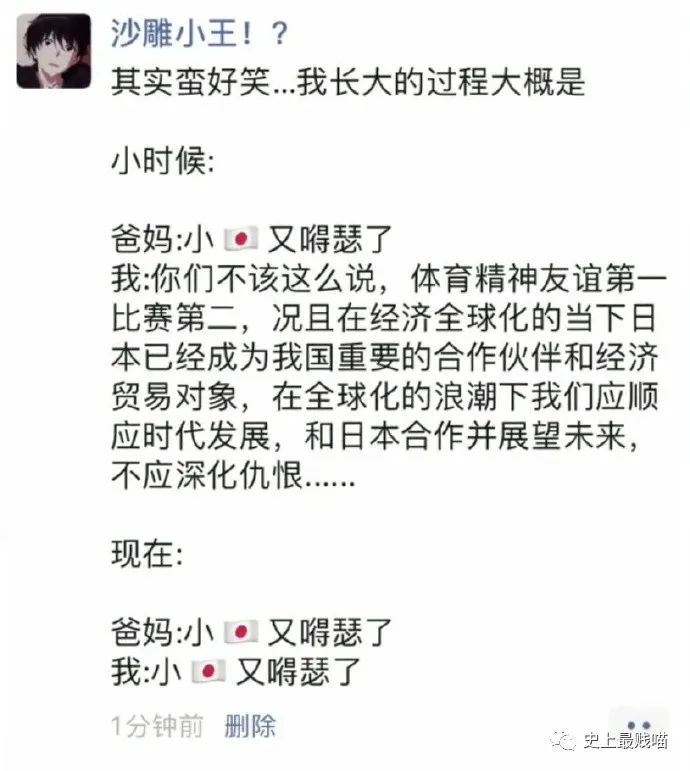 沙雕小王！？
其实蛮好笑...我长大的过程大概是
小时候:
爸妈:小🇯🇵又嘚瑟了
我:你们不该这么说，体育精神友谊第一
比赛第二，况且在经济全球化的当下日
本已经成为我国重要的合作伙伴和经济
贸易对象，在全球化的浪潮下我们应顺
应时代发展，和日本合作并展望未来，
不应深化仇恨......
现在:
爸妈:小🇯🇵又嘚瑟了
我:小🇯🇵又嘚瑟了
1分钟前 删除
史上最贱喵